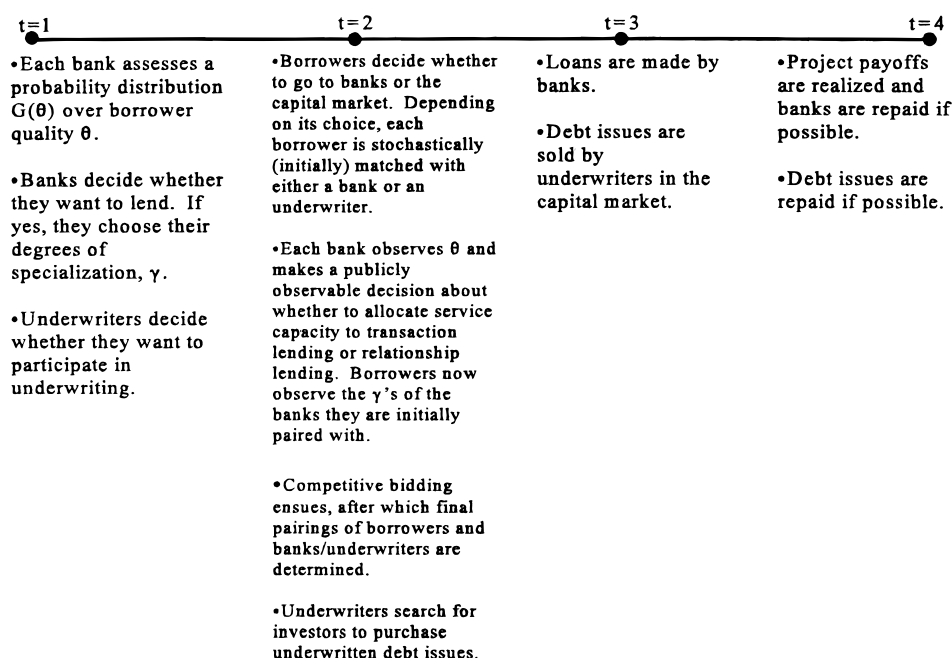 t=1
t=2
t=3
t=4
•Each bank assesses a
probability distribution
G(θ) over borrower
quality θ.
•Banks decide whether
they want to lend. If
yes, they choose their
degrees of
specialization, γ.
•Underwriters decide
whether they want to
participate in
underwriting.
•Borrowers decide whether
to go to banks or the
capital market. Depending
on its choice, each
borrower is stochastically
(initially) matched with
either a bank or an
underwriter.
•Each bank observes θ and
makes a publicly
observable decision about
whether to allocate service
capacity to transaction
lending or relationship
lending. Borrowers now
observe the γ's of the
banks they are initially
paired with.
•Competitive bidding
ensues, after which final
pairings of borrowers and
banks/underwriters are
determined.
•Underwriters search for
investors to purchase
underwritten debt issues.
•Loans are made by
banks.
•Debt issues are
sold by
underwriters in the
capital market.
•Project payoffs
are realized and
banks are repaid if
possible.
•Debt issues are
repaid if possible.